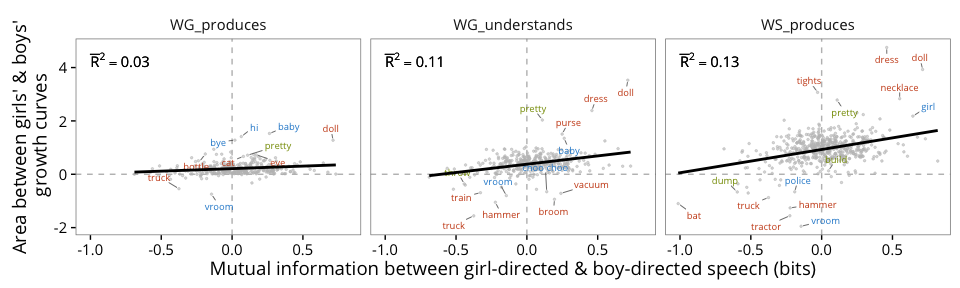 WG_produces
WG_understands
WS_produces
Area between girls' & boys'
growth curves
4
2
0
-2
R² = 0.03
hi
baby
doll
bye
pretty
bottle
cat
eye
truck
vroom
-1.0
-0.5
0.0
0.5
R² = 0.11
doll
dress
pretty
purse
baby
choo choo
vroom
vacuum
train
hammer
broom
truck
-1.0
-0.5
0.0
0.5
R² = 0.13
dress
doll
tights
necklace
pretty
girl
build
dump
police
truck
hammer
bat
vroom
tractor
-1.0
-0.5
0.0
0.5
Mutual information between girl-directed & boy-directed speech (bits)